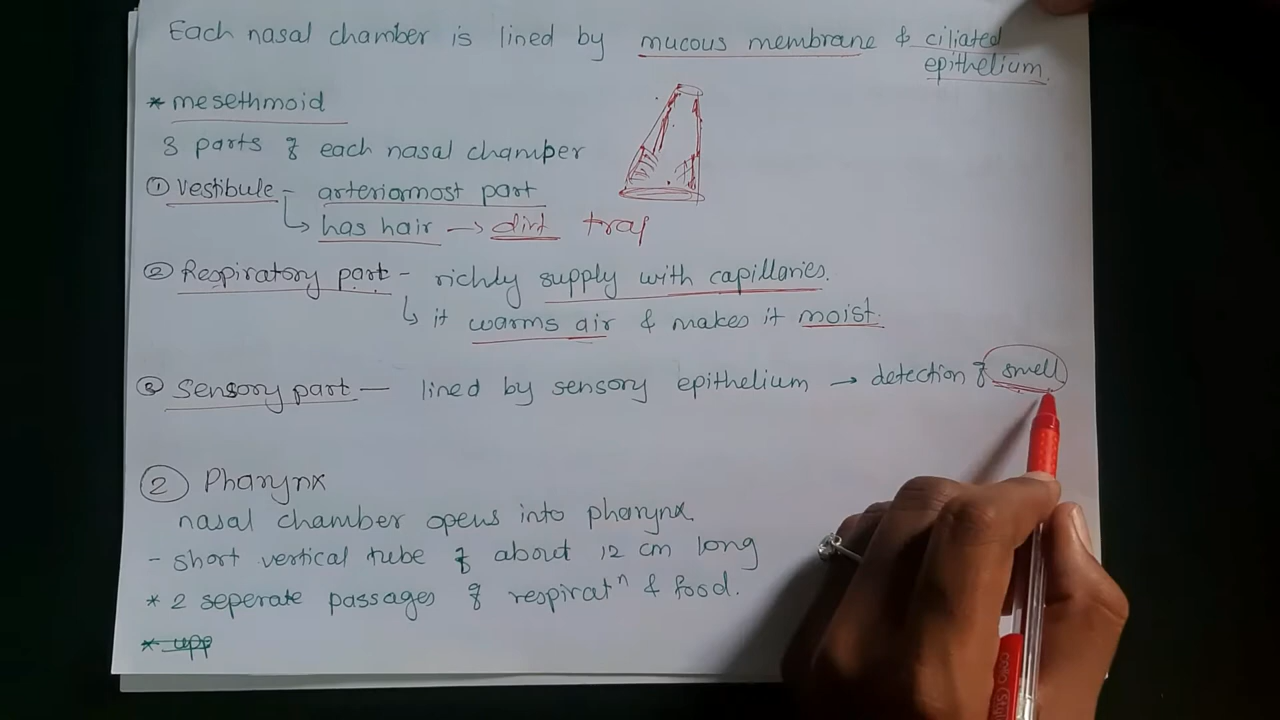 Each nasal chamber is lined by mucous membrane & ciliated
epithelium.
* mesethmoid
3 parts of each nasal chamber
① Vestibule - arteriormost part
↳ has hair → dirt trap
② Respiratory part - richly supply with capillaries.
↳ it warms air & makes it moist.
③ Sensory part — lined by sensory epithelium → detection of smell
② Pharynx
nasal chamber opens into pharynx
- short vertical tube of about 12 cm long
* 2 seperate passages of respiratⁿ & food.
* upp